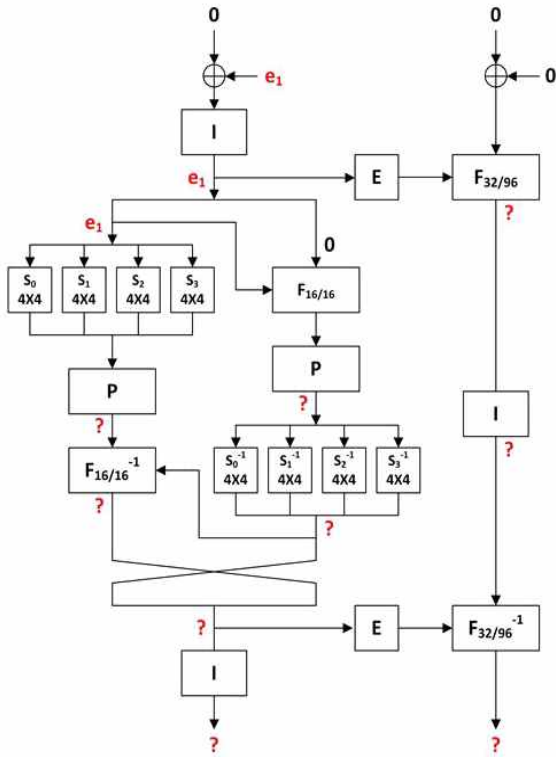 0 0
e₁ 0
I
e₁ E F₃₂/₉₆
?
e₁ 0
S₀ S₁ S₂ S₃
4X4 4X4 4X4 4X4
F₁₆/₁₆
P P
? ? I
?
F₁₆/₁₆⁻¹
S₀⁻¹ S₁⁻¹ S₂⁻¹ S₃⁻¹
4X4 4X4 4X4 4X4
? ?
? E F₃₂/₉₆⁻¹
I
? ?